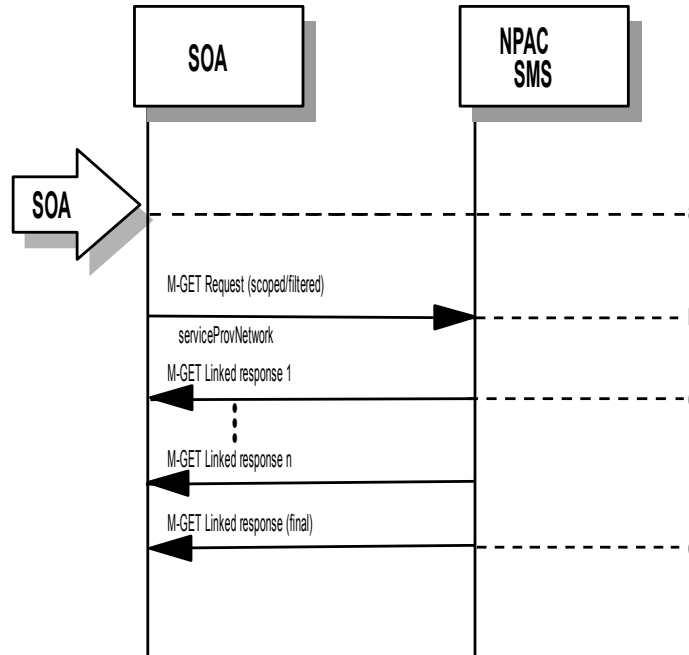 SOA
NPAC
SMS
SOA
M-GET Request (scoped/filtered)
serviceProvNetwork
M-GET Linked response 1
M-GET Linked response n
M-GET Linked response (final)